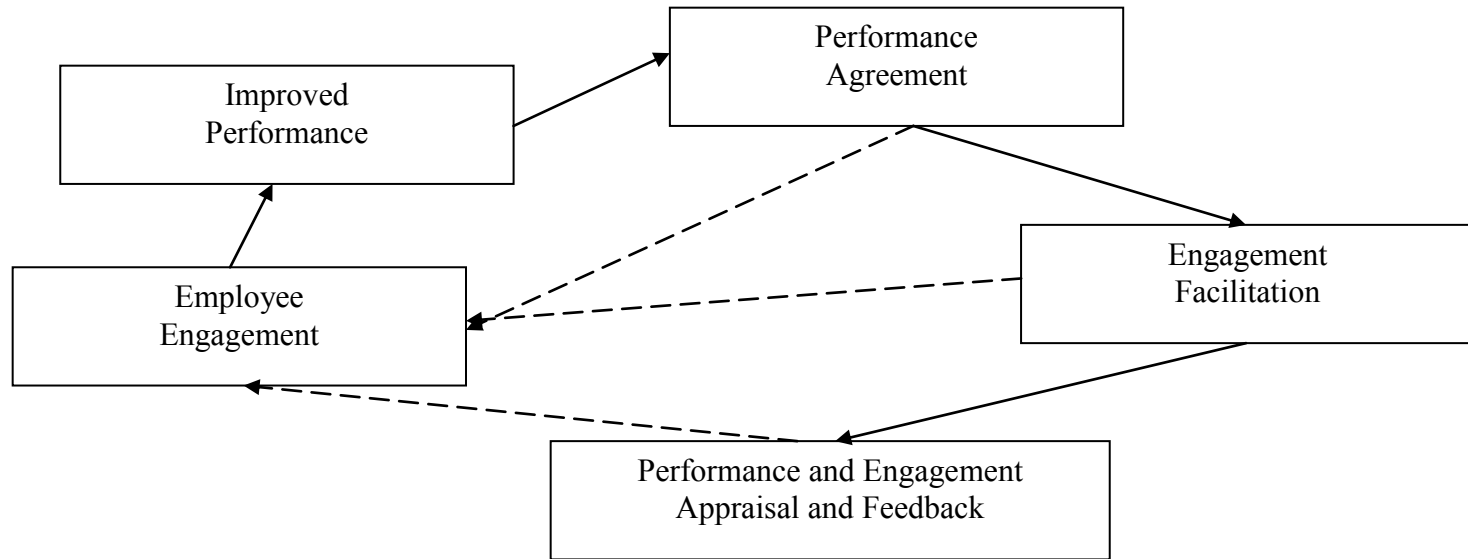 Performance
Agreement
Improved
Performance
Engagement
Facilitation
Employee
Engagement
Performance and Engagement
Appraisal and Feedback